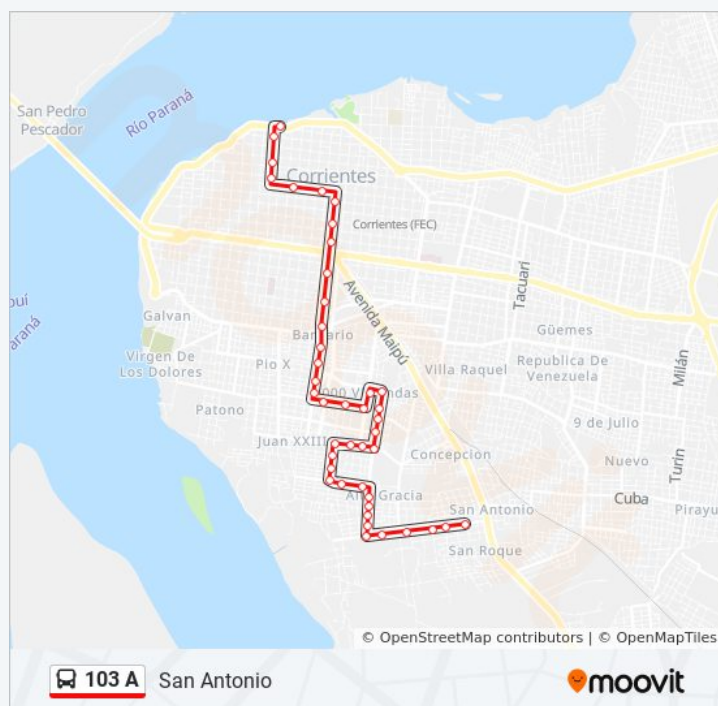 San Pedro
Pescador
Río Paraná
Corrientes
Corrientes (FEC)
Tacuarí
Avenida Maipú
Galvan
Güemes
Virgen De
Los Dolores
Pio X
Villa Raquel
Republica De
Venezuela
Milán
Patono
9 de Julio
Juan XXIII
Concepcion
Nuevo
Turín
Gracia
San Antonio
Cuba
San Roque
© OpenStreetMap contributors | © OpenMapTiles
103 A
San Antonio
moovit